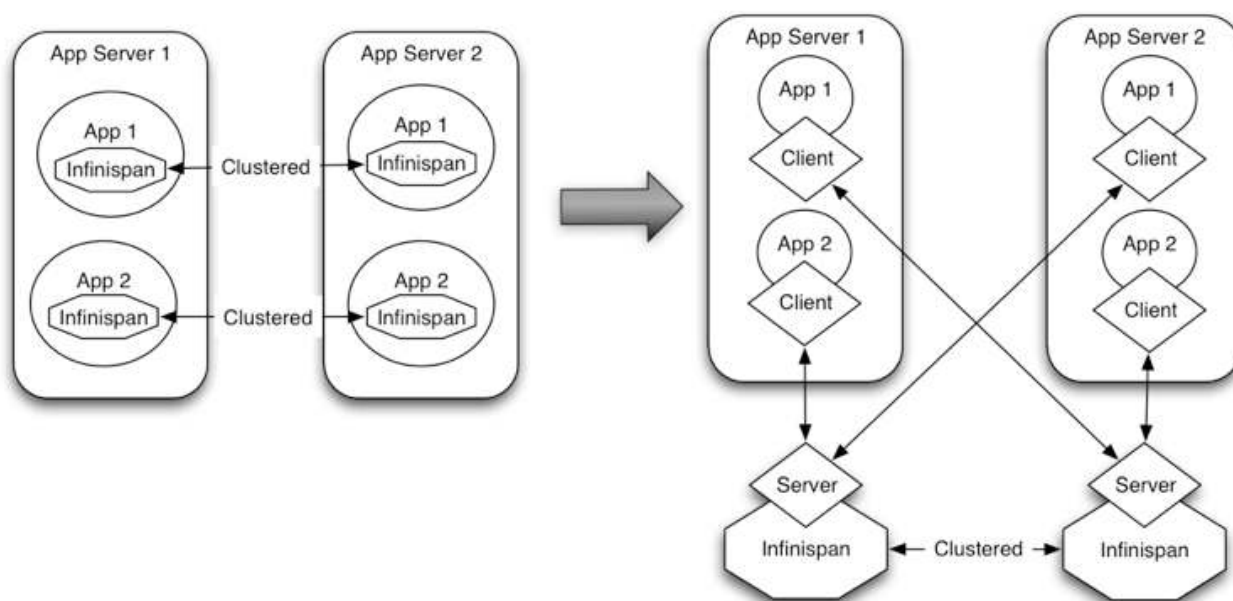 App Server 1
App 1
Infinispan
App 2
Infinispan
Clustered
Clustered
App Server 2
App 1
Infinispan
App 2
Infinispan
App Server 1
App 1
Client
App 2
Client
App Server 2
App 1
Client
App 2
Client
Server
Infinispan
Clustered
Server
Infinispan